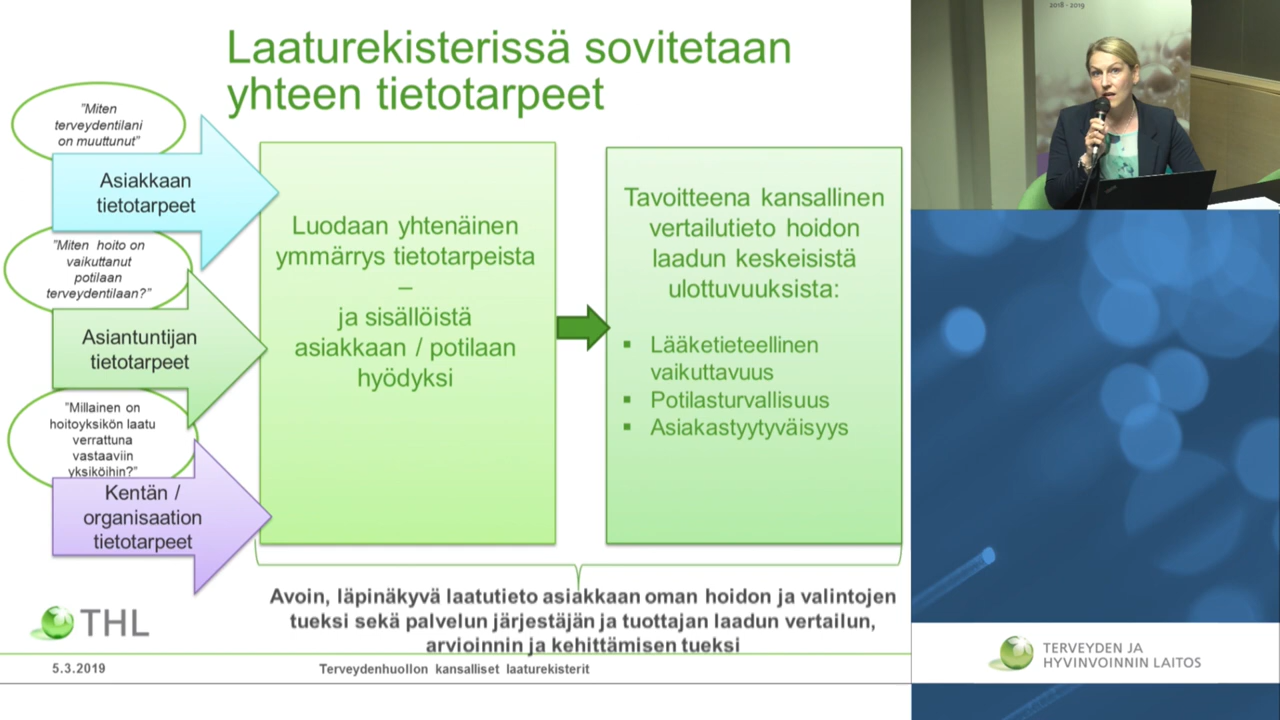 Laaturekisterissä sovitetaan
yhteen tietotarpeet
"Miten
terveydentilani
on muuttunut"
Asiakkaan
tietotarpeet
"Miten hoito on
vaikuttanut
potilaan
terveydentilaan?"
Asiantuntijan
tietotarpeet
"Millainen on
hoitoyksikön laatu
verrattuna
vastaaviin
yksiköihin?"
Kentän /
organisaation
tietotarpeet
Luodaan yhtenäinen
ymmärrys tietotarpeista
–
ja sisällöistä
asiakkaan / potilaan
hyödyksi
Tavoitteena kansallinen
vertailutieto hoidon
laadun keskeisistä
ulottuvuuksista:
▪ Lääketieteellinen
vaikuttavuus
▪ Potilasturvallisuus
▪ Asiakastyytyväisyys
Avoin, läpinäkyvä laatutieto asiakkaan oman hoidon ja valintojen
tueksi sekä palvelun järjestäjän ja tuottajan laadun vertailun,
arvioinnin ja kehittämisen tueksi
THL
5.3.2019
Terveydenhuollon kansalliset laaturekisterit
2018 - 2019
TERVEYDEN JA
HYVINVOINNIN LAITOS